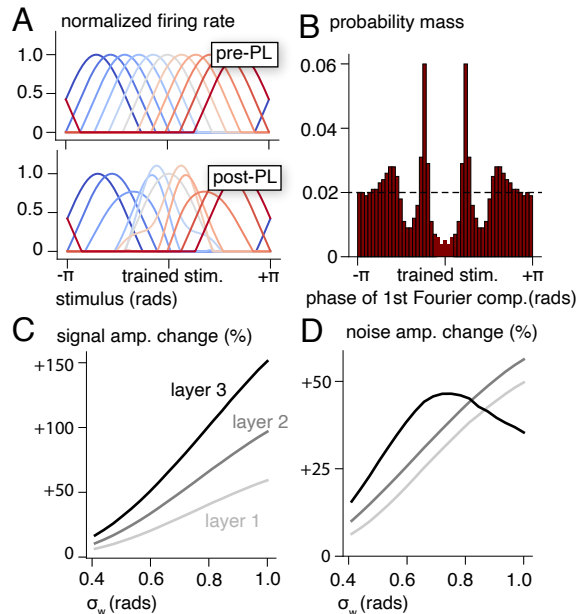 A
normalized firing rate
1.0
0.5
0
pre-PL
1.0
0.5
0
post-PL
-π
trained stim.
+π
stimulus (rads)
B
probability mass
0.06
0.04
0.02
0.00
-π
trained stim.
+π
phase of 1st Fourier comp.(rads)
C
signal amp. change (%)
+150
+100
+50
0
layer 3
layer 2
layer 1
0.4
0.6
0.8
1.0
σw (rads)
D
noise amp. change (%)
+50
+25
0
0.4
0.6
0.8
1.0
σw (rads)